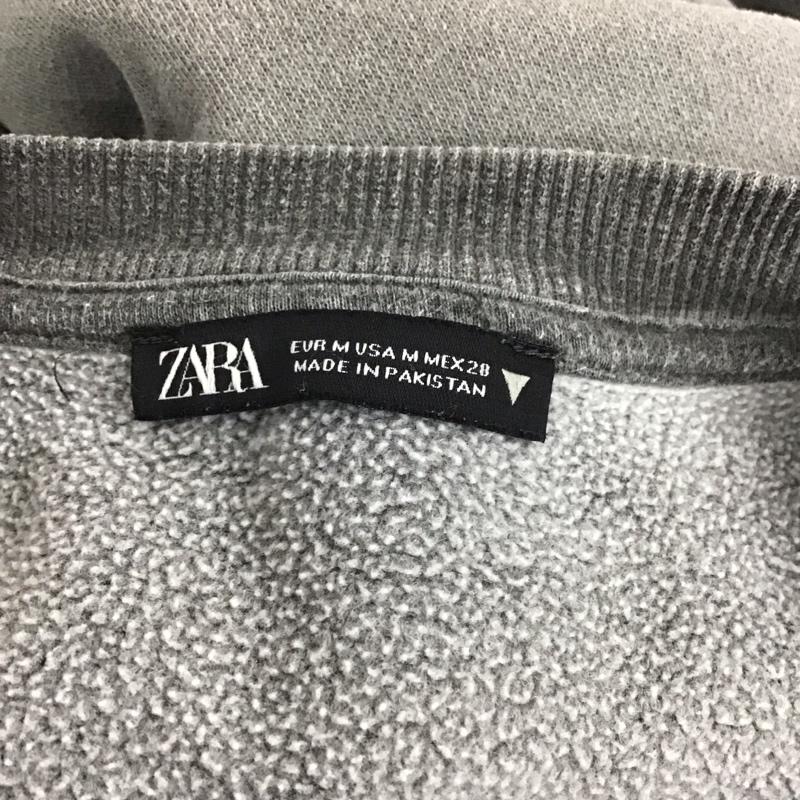 ZARA
EUR M USA M MEX 28
MADE IN PAKISTAN